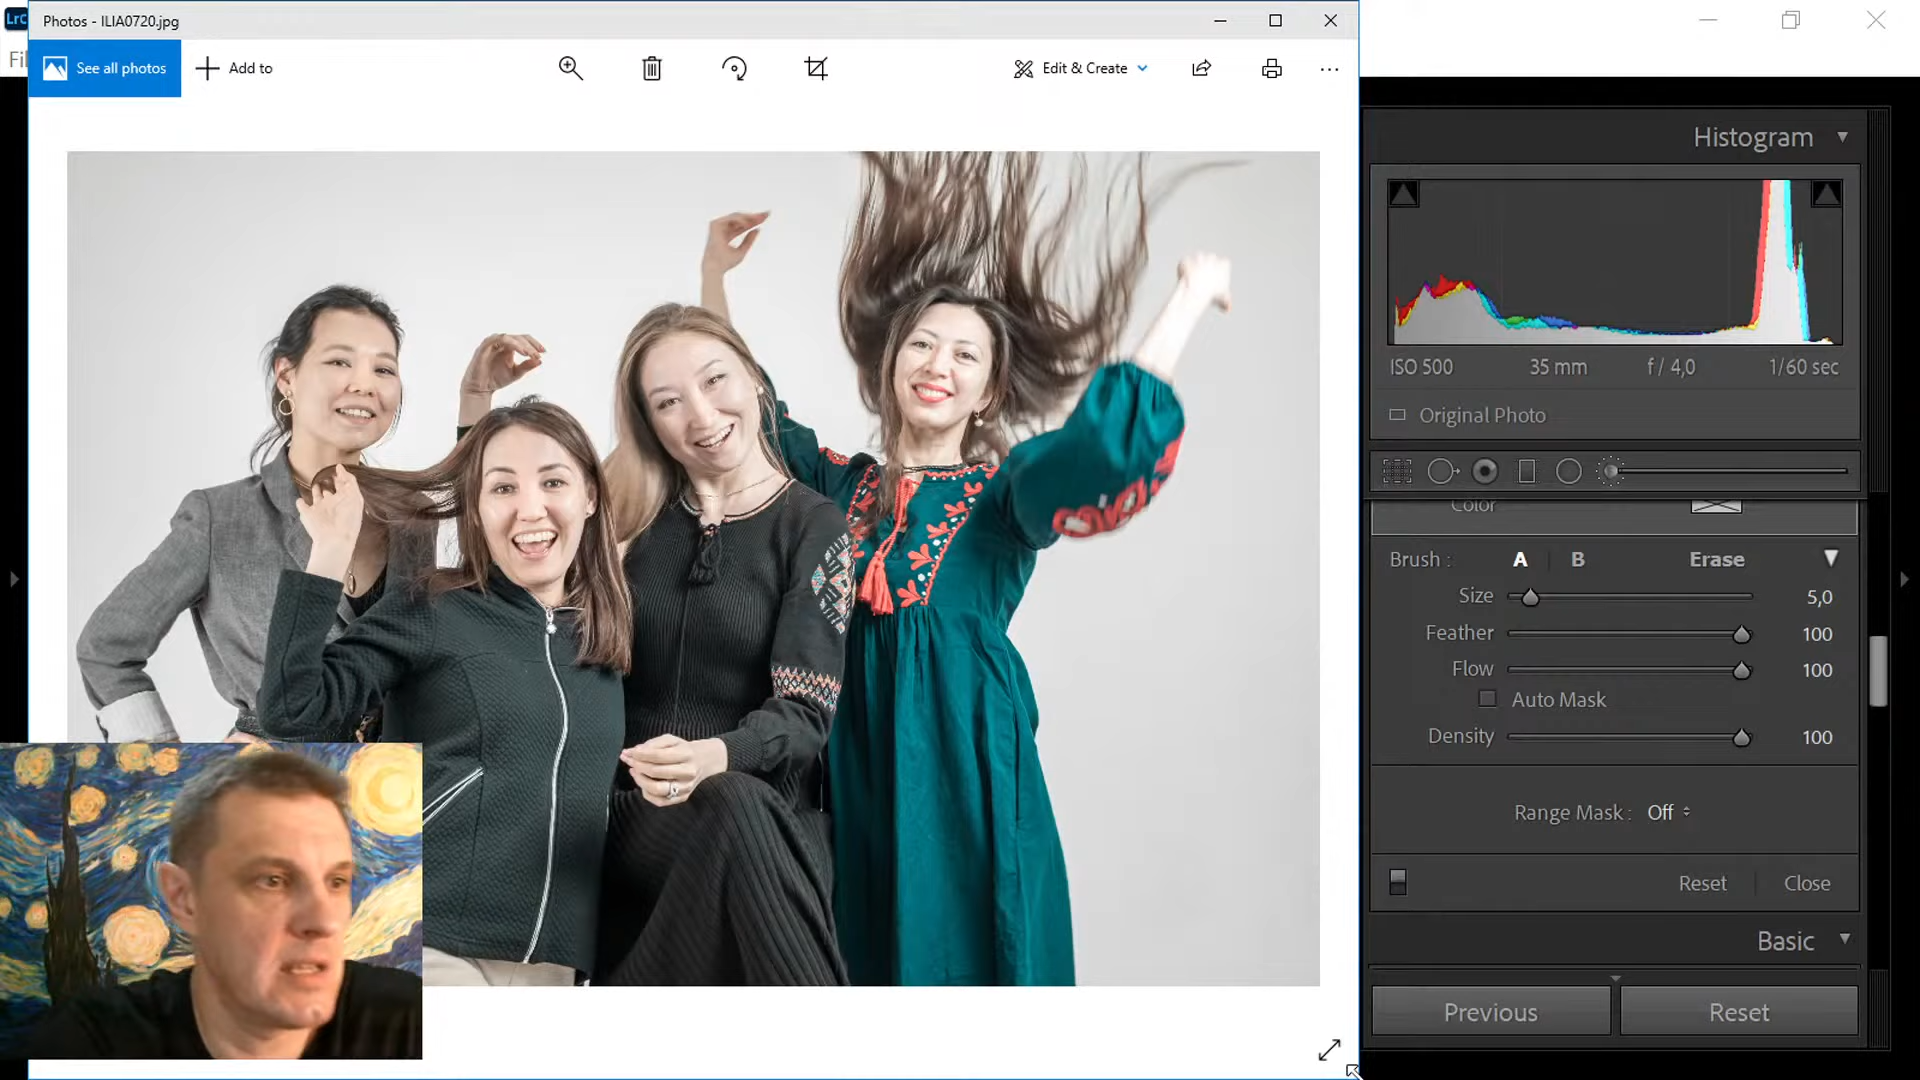 LrC
Photos - ILIA0720.jpg
Fil
See all photos
Add to
Edit & Create
Histogram
ISO 500 35 mm f / 4,0 1/60 sec
Original Photo
Color
Brush : A B Erase
Size 5,0
Feather 100
Flow 100
Auto Mask
Density 100
Range Mask : Off
Reset Close
Basic
Previous Reset